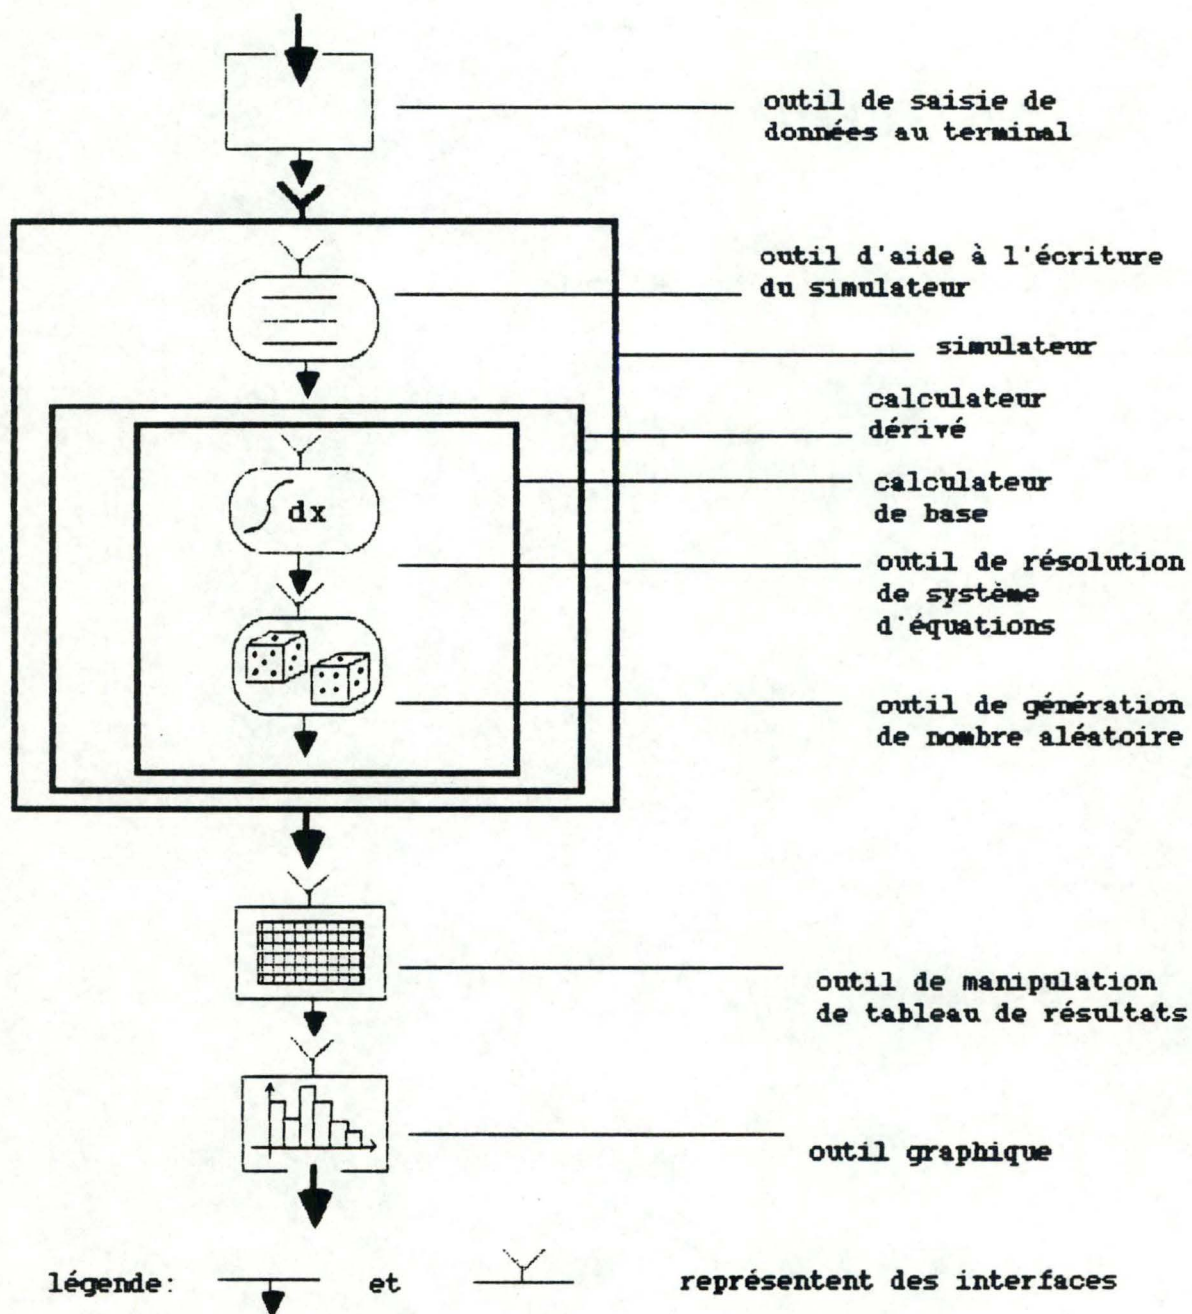 outil de saisie de
données au terminal
outil d'aide à l'écriture
du simulateur
simulateur
calculateur
dérivé
calculateur
de base
dx
outil de résolution
de système
d'équations
outil de génération
de nombre aléatoire
outil de manipulation
de tableau de résultats
outil graphique
légende: et représentent des interfaces